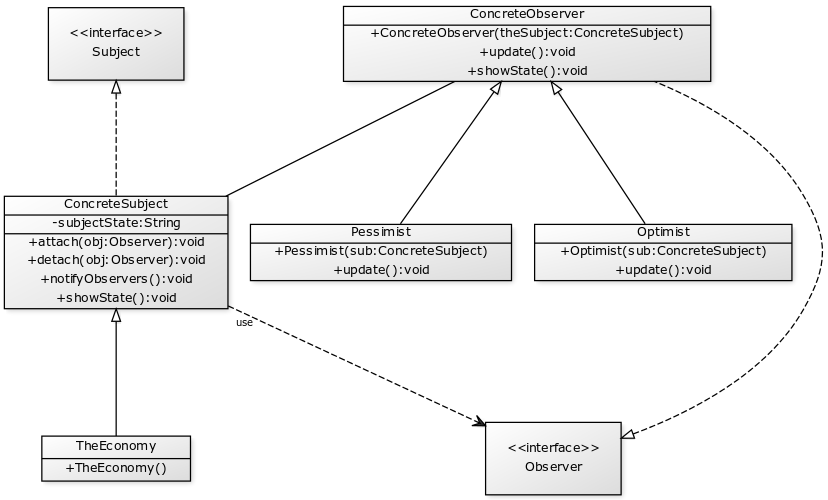 <<interface>>
Subject
ConcreteObserver
+ConcreteObserver(theSubject:ConcreteSubject)
+update():void
+showState():void
ConcreteSubject
-subjectState:String
+attach(obj:Observer):void
+detach(obj:Observer):void
+notifyObservers():void
+showState():void
Pessimist
+Pessimist(sub:ConcreteSubject)
+update():void
Optimist
+Optimist(sub:ConcreteSubject)
+update():void
use
TheEconomy
+TheEconomy()
<<interface>>
Observer